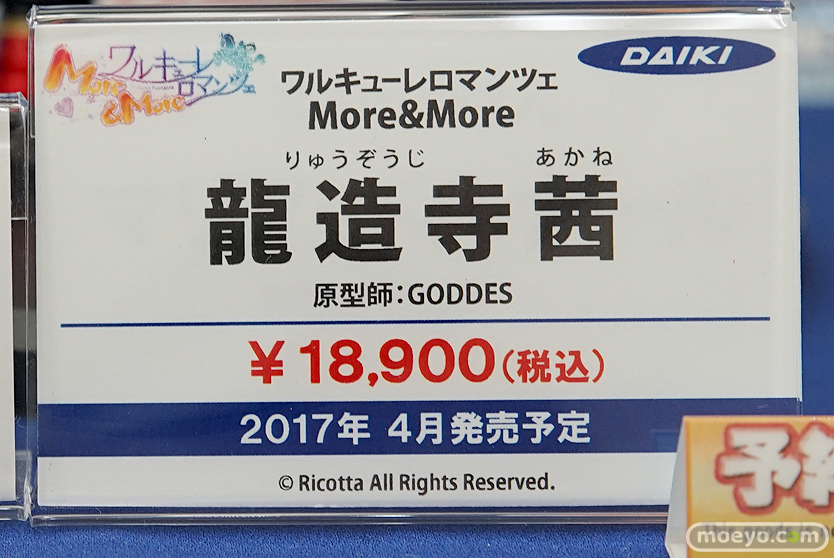 ワルキューレ
ロマンツェ
More
&More
DAIKI
ワルキューレロマンツェ
More&More
りゅうぞうじ あかね
龍造寺茜
原型師:GODDES
¥18,900(税込)
2017年 4月発売予定
© Ricotta All Rights Reserved.
予約
moeyo.com